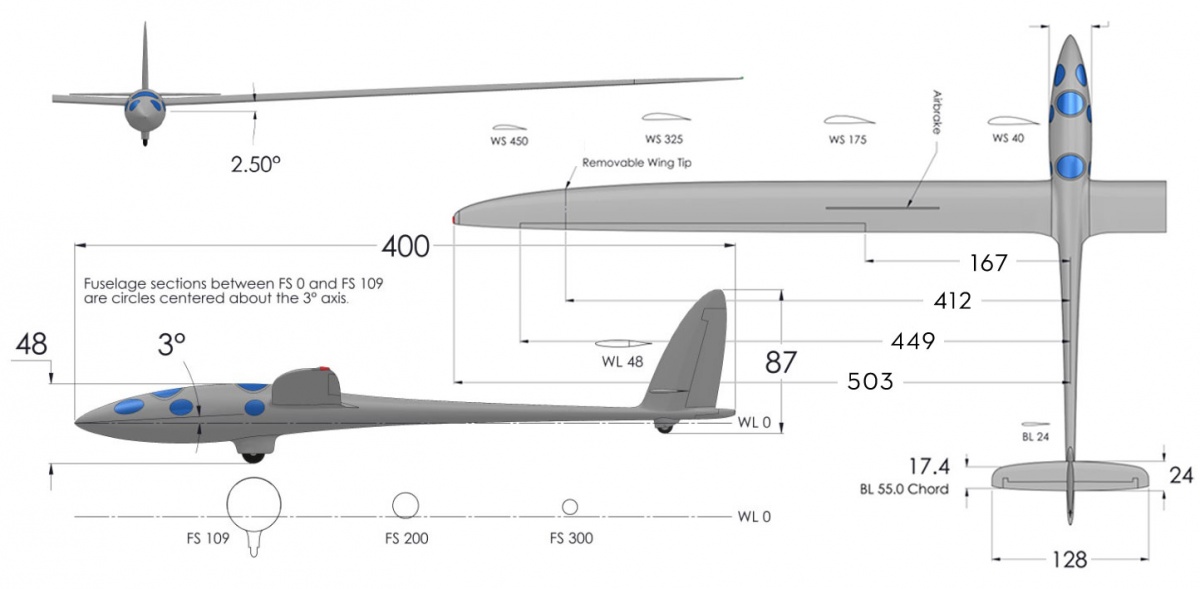 2.50°
WS 450
WS 325
WS 175
WS 40
Airbrake
Removable Wing Tip
400
167
Fuselage sections between FS 0 and FS 109
are circles centered about the 3° axis.
412
48
3°
449
WL 48
87
503
WL 0
BL 24
17.4
BL 55.0 Chord
24
WL 0
FS 109
FS 200
FS 300
128